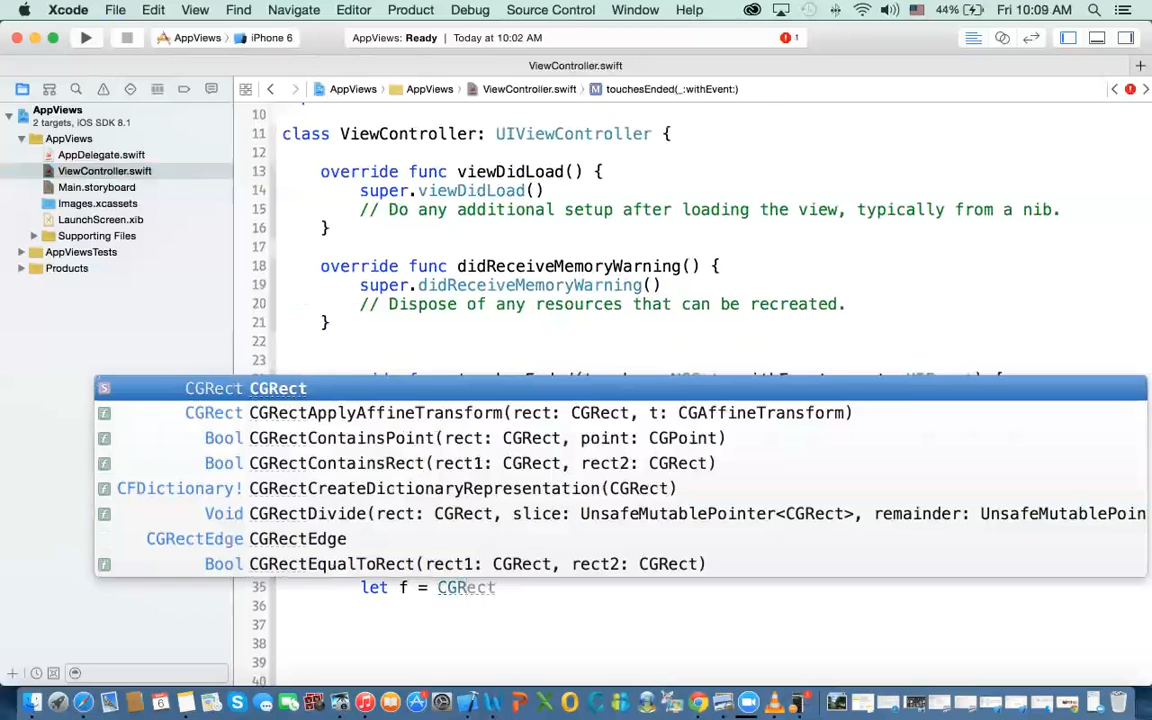 Xcode File Edit View Find Navigate Editor Product Debug Source Control Window Help 44% Fri 10:09 AM
AppViews iPhone 6 AppViews: Ready Today at 10:02 AM 1
ViewController.swift
AppViews AppViews ViewController.swift M touchesEnded(_:withEvent:)
AppViews
2 targets, iOS SDK 8.1
AppViews
AppDelegate.swift
ViewController.swift
Main.storyboard
Images.xcassets
LaunchScreen.xib
Supporting Files
AppViewsTests
Products
10
11 class ViewController: UIViewController {
12
13 override func viewDidLoad() {
14 super.viewDidLoad()
15 // Do any additional setup after loading the view, typically from a nib.
16 }
17
18 override func didReceiveMemoryWarning() {
19 super.didReceiveMemoryWarning()
20 // Dispose of any resources that can be recreated.
21 }
22
23
S CGRect CGRect
f CGRect CGRectApplyAffineTransform(rect: CGRect, t: CGAffineTransform)
f Bool CGRectContainsPoint(rect: CGRect, point: CGPoint)
f Bool CGRectContainsRect(rect1: CGRect, rect2: CGRect)
f CFDictionary! CGRectCreateDictionaryRepresentation(CGRect)
f Void CGRectDivide(rect: CGRect, slice: UnsafeMutablePointer<CGRect>, remainder: UnsafeMutablePoin
CGRectEdge CGRectEdge
f Bool CGRectEqualToRect(rect1: CGRect, rect2: CGRect)
35 let f = CGRect
36
37
38
39
40